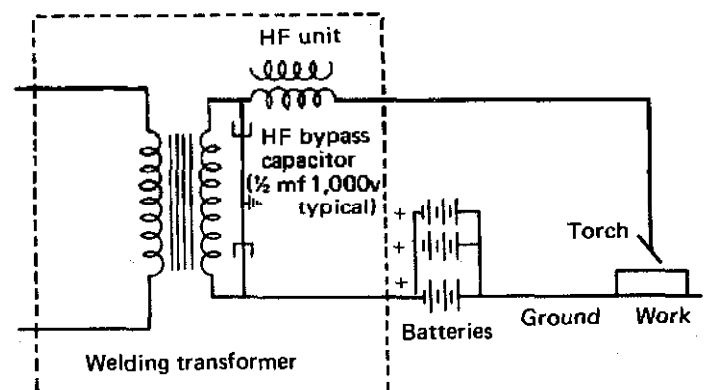 HF unit
HF bypass
capacitor
(½ mf 1,000v
typical)
+
+
+
Torch
Batteries
Ground
Work
Welding transformer